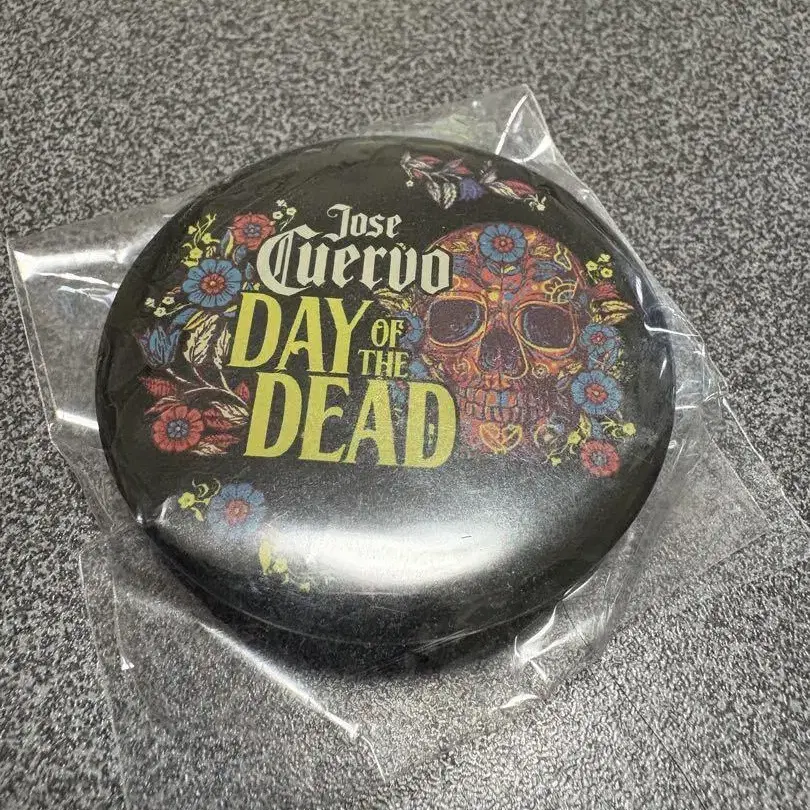 Jose
Cuervo
DAY OF
THE
DEAD